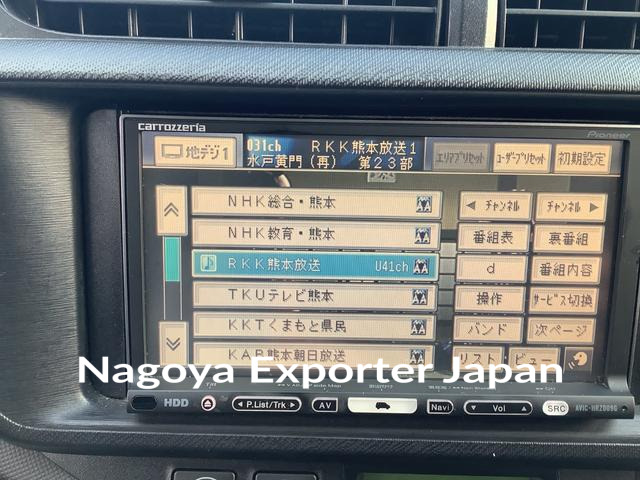 carrozzeria
Pioneer
地デジ1
031ch RKK熊本放送1
水戸黄門(再) 第23部
エリアプリセット
ユーザープリセット
初期設定
NHK総合・熊本
◀ チャンネル
チャンネル ▶
NHK教育・熊本
番組表
裏番組
RKK熊本放送 U41ch
d
番組内容
TKUテレビ熊本
操作
サービス切換
KKTくまもと県民
バンド
次ページ
KAB熊本朝日放送
リスト
ビュー
Nagoya Exporter Japan
HDD
◀ P.List/Trk ▶
AV
Navi
▼ Vol ▲
SRC
AVIC-HRZ009G